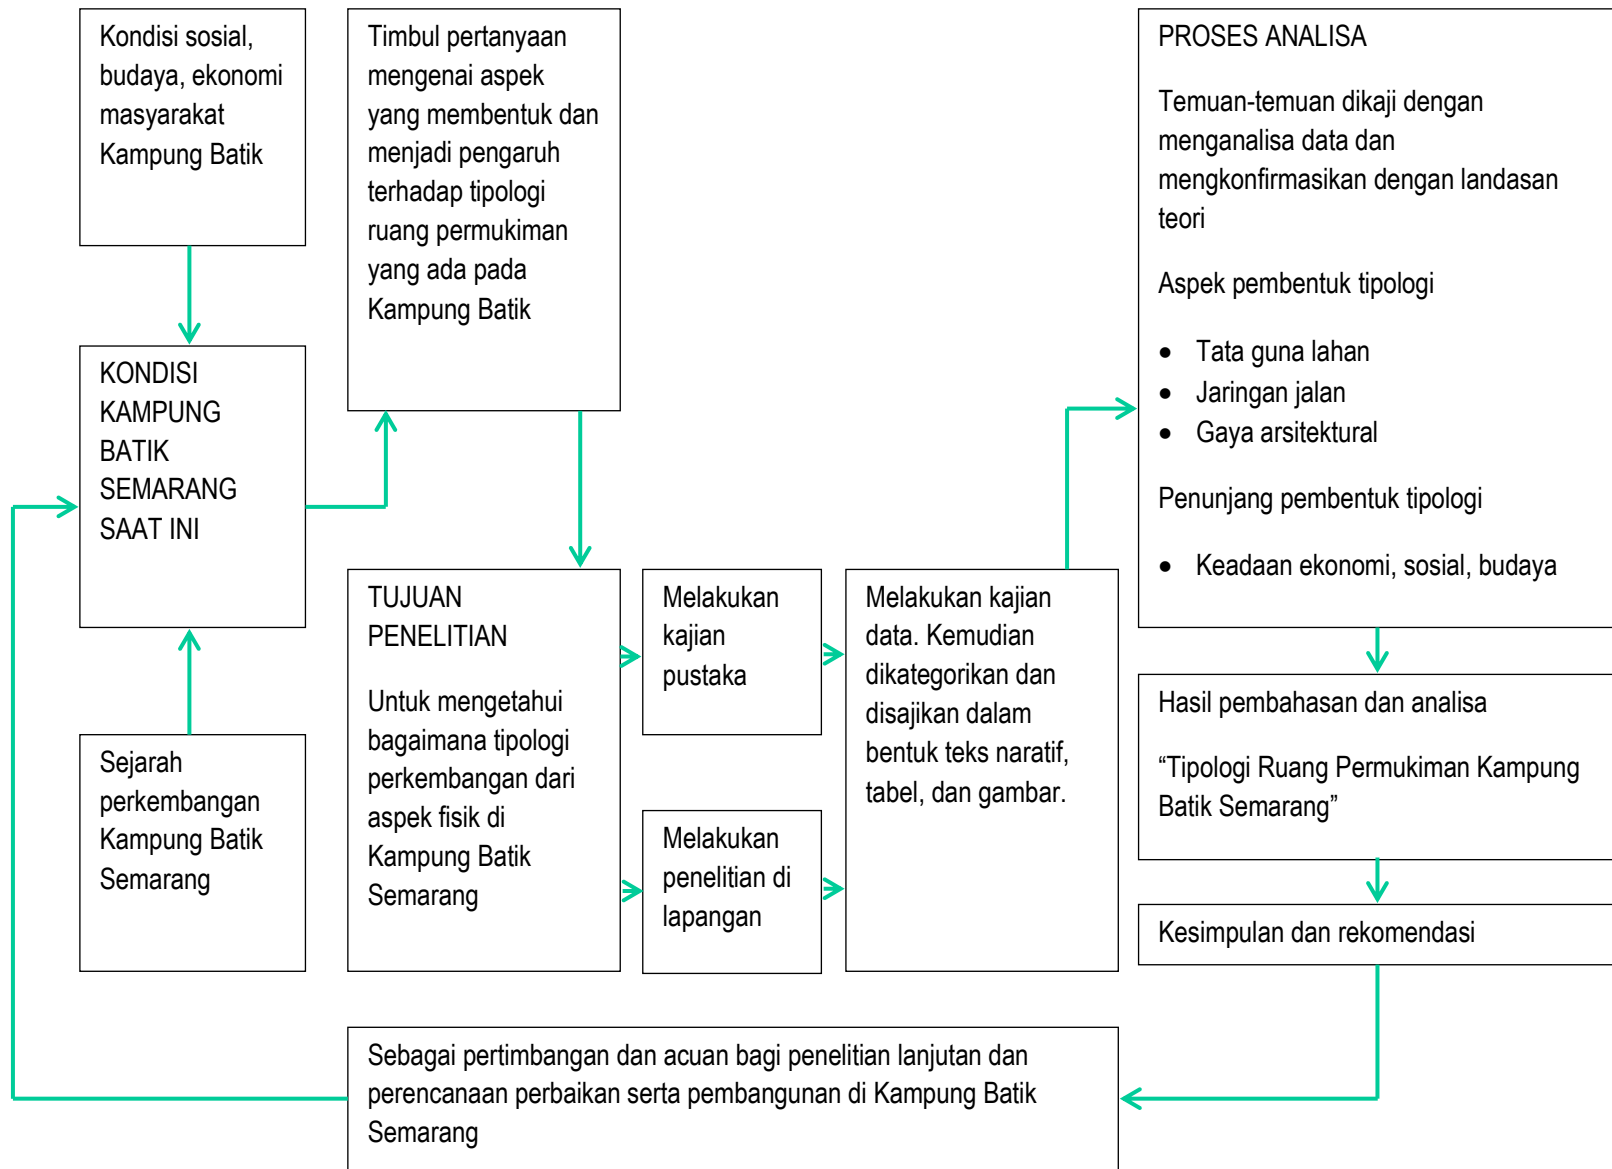 Kondisi sosial,
budaya, ekonomi
masyarakat
Kampung Batik
KONDISI
KAMPUNG
BATIK
SEMARANG
SAAT INI
Sejarah
perkembangan
Kampung Batik
Semarang
Timbul pertanyaan
mengenai aspek
yang membentuk dan
menjadi pengaruh
terhadap tipologi
ruang permukiman
yang ada pada
Kampung Batik
TUJUAN
PENELITIAN
Untuk mengetahui
bagaimana tipologi
perkembangan dari
aspek fisik di
Kampung Batik
Semarang
Melakukan
kajian
pustaka
Melakukan
penelitian di
lapangan
Melakukan kajian
data. Kemudian
dikategorikan dan
disajikan dalam
bentuk teks naratif,
tabel, dan gambar.
PROSES ANALISA
Temuan-temuan dikaji dengan
menganalisa data dan
mengkonfirmasikan dengan landasan
teori
Aspek pembentuk tipologi
• Tata guna lahan
• Jaringan jalan
• Gaya arsitektural
Penunjang pembentuk tipologi
• Keadaan ekonomi, sosial, budaya
Hasil pembahasan dan analisa
“Tipologi Ruang Permukiman Kampung
Batik Semarang”
Kesimpulan dan rekomendasi
Sebagai pertimbangan dan acuan bagi penelitian lanjutan dan
perencanaan perbaikan serta pembangunan di Kampung Batik
Semarang